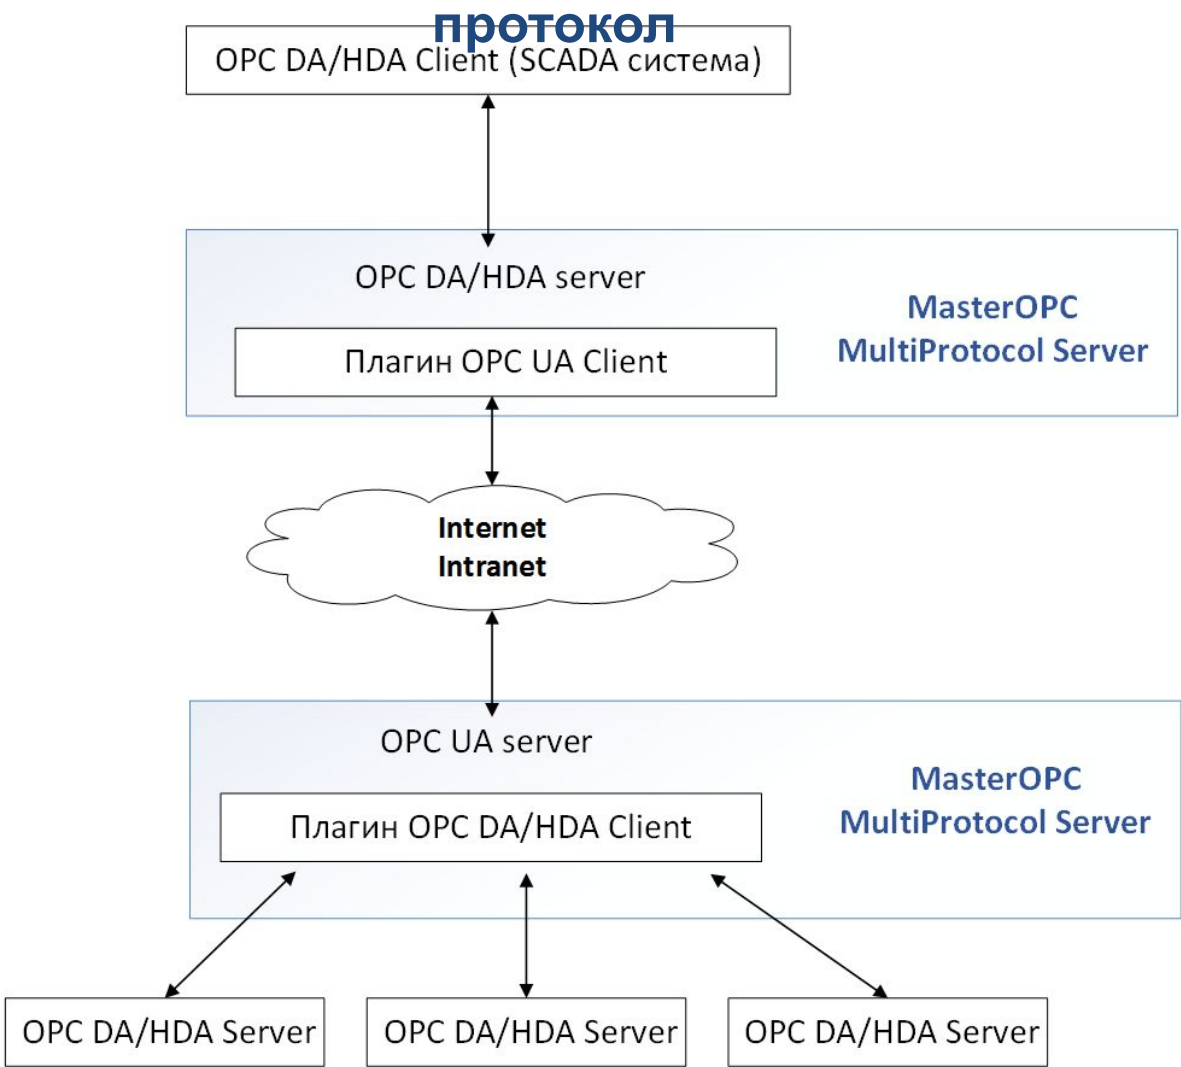 протокол
OPC DA/HDA Client (SCADA система)
OPC DA/HDA server
MasterOPC
MultiProtocol Server
Плагин OPC UA Client
Internet
Intranet
OPC UA server
MasterOPC
MultiProtocol Server
Плагин OPC DA/HDA Client
OPC DA/HDA Server
OPC DA/HDA Server
OPC DA/HDA Server